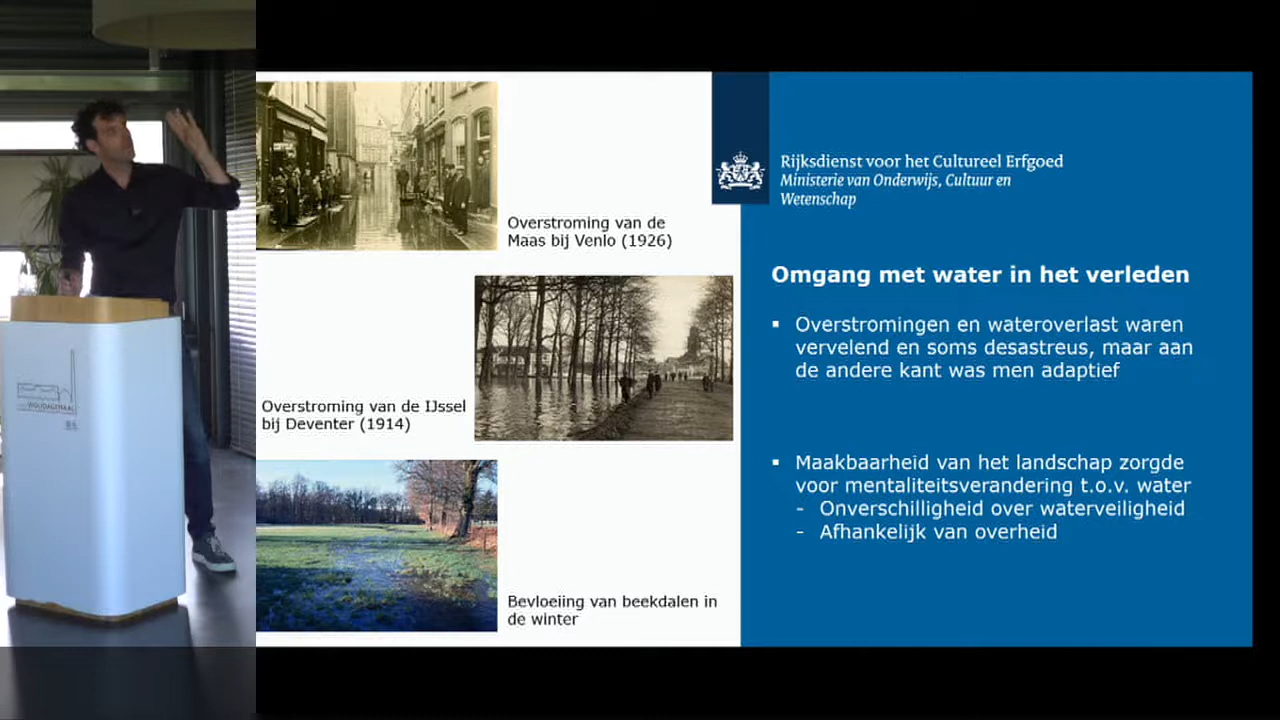 Overstroming van de
Maas bij Venlo (1926)
Overstroming van de IJssel
bij Deventer (1914)
Bevloeiing van beekdalen in
de winter
Rijksdienst voor het Cultureel Erfgoed
Ministerie van Onderwijs, Cultuur en
Wetenschap
Omgang met water in het verleden
▪ Overstromingen en wateroverlast waren
vervelend en soms desastreus, maar aan
de andere kant was men adaptief
▪ Maakbaarheid van het landschap zorgde
voor mentaliteitsverandering t.o.v. water
- Onverschilligheid over waterveiligheid
- Afhankelijk van overheid
WOUDAGEMAAL